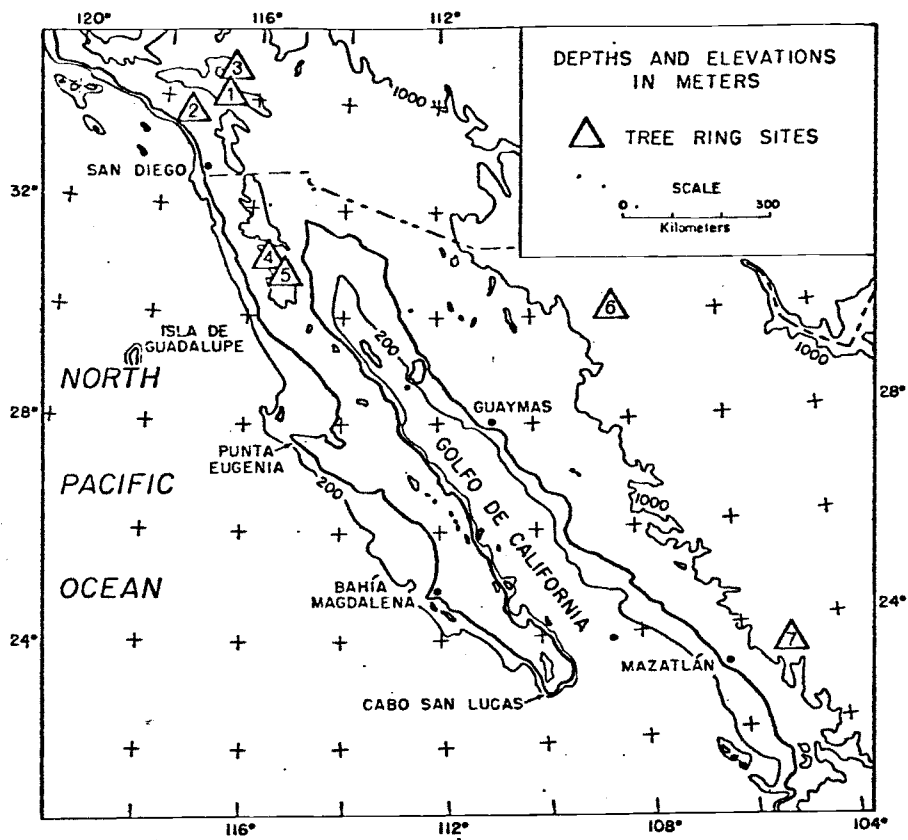 120° 116° 112°
DEPTHS AND ELEVATIONS
IN METERS
TREE RING SITES
SCALE
0 300
Kilometers
3
1
2
1000
SAN DIEGO
32°
4
5
6
200
1000
ISLA DE
GUADALUPE
NORTH
28°
28°
GUAYMAS
PUNTA
EUGENIA
200
PACIFIC
GOLFO DE CALIFORNIA
1000
OCEAN
BAHÍA
MAGDALENA
24°
24°
7
MAZATLÁN
CABO SAN LUCAS
116° 112° 108° 104°